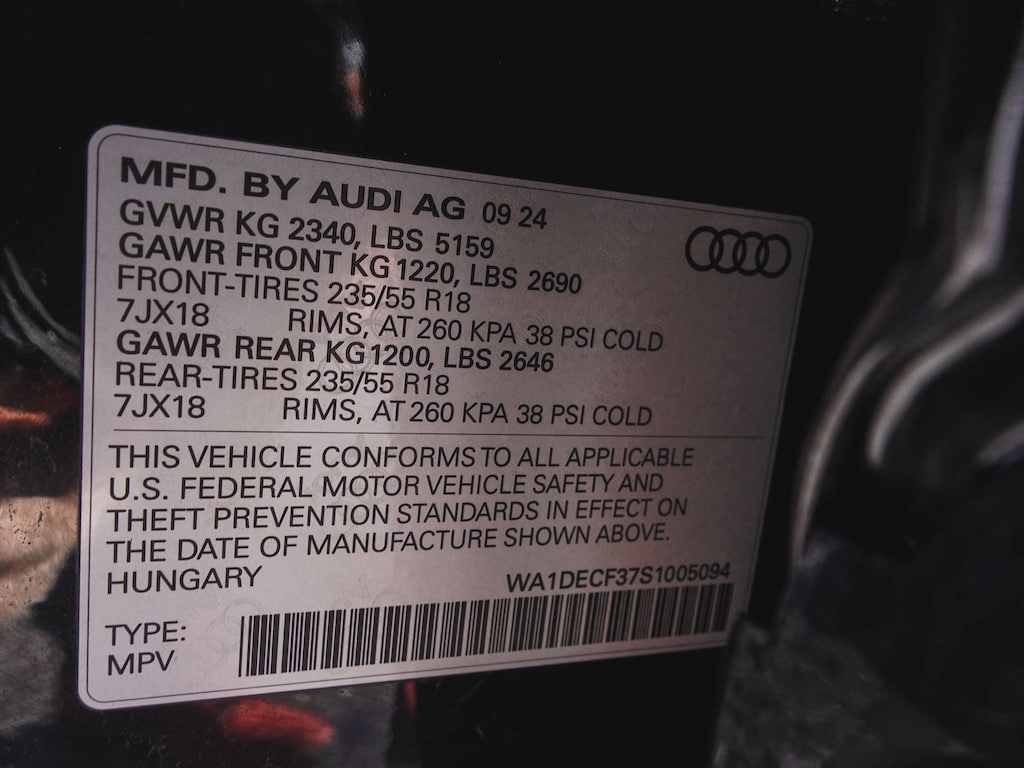 MFD. BY AUDI AG 09 24
GVWR KG 2340, LBS 5159
GAWR FRONT KG 1220, LBS 2690
FRONT-TIRES 235/55 R18
7JX18 RIMS, AT 260 KPA 38 PSI COLD
GAWR REAR KG 1200, LBS 2646
REAR-TIRES 235/55 R18
7JX18 RIMS, AT 260 KPA 38 PSI COLD
THIS VEHICLE CONFORMS TO ALL APPLICABLE
U.S. FEDERAL MOTOR VEHICLE SAFETY AND
THEFT PREVENTION STANDARDS IN EFFECT ON
THE DATE OF MANUFACTURE SHOWN ABOVE.
HUNGARY WA1DECF37S1005094
TYPE:
MPV